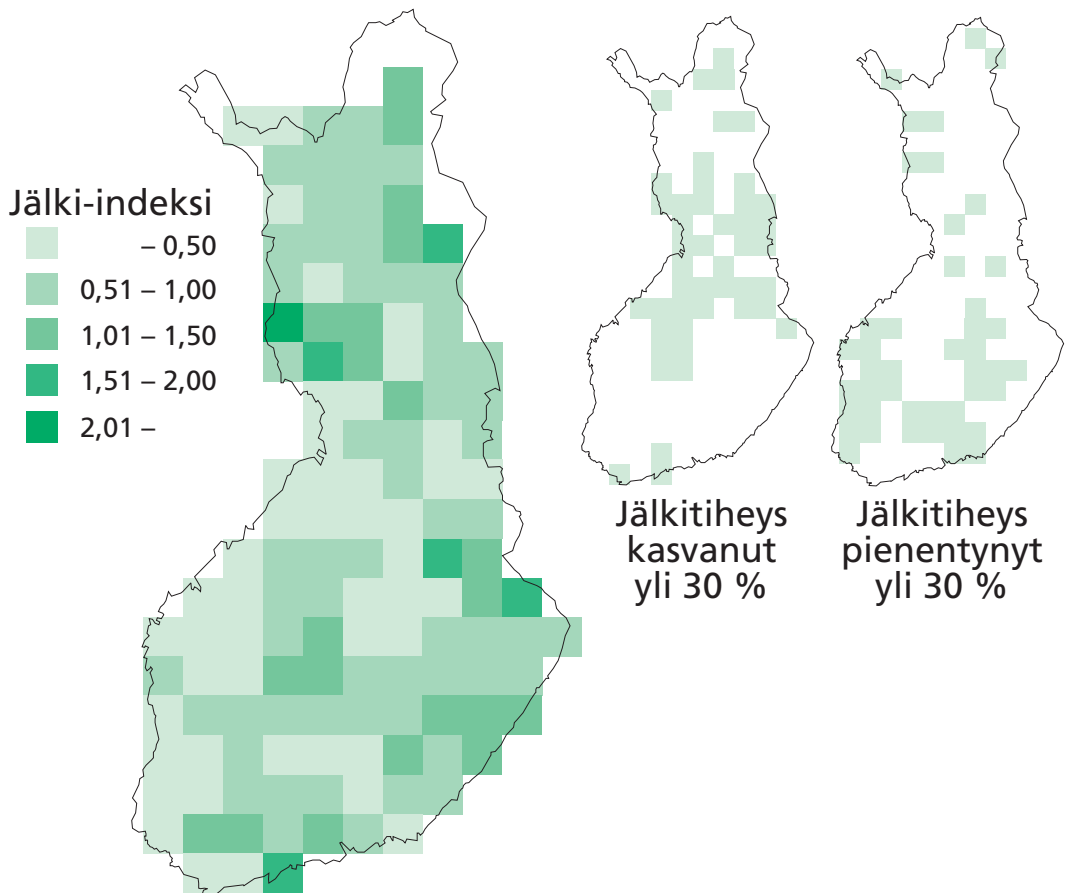 Jälki-indeksi
– 0,50
0,51 – 1,00
1,01 – 1,50
1,51 – 2,00
2,01 –
Jälkitiheys
kasvanut
yli 30 %
Jälkitiheys
pienentynyt
yli 30 %